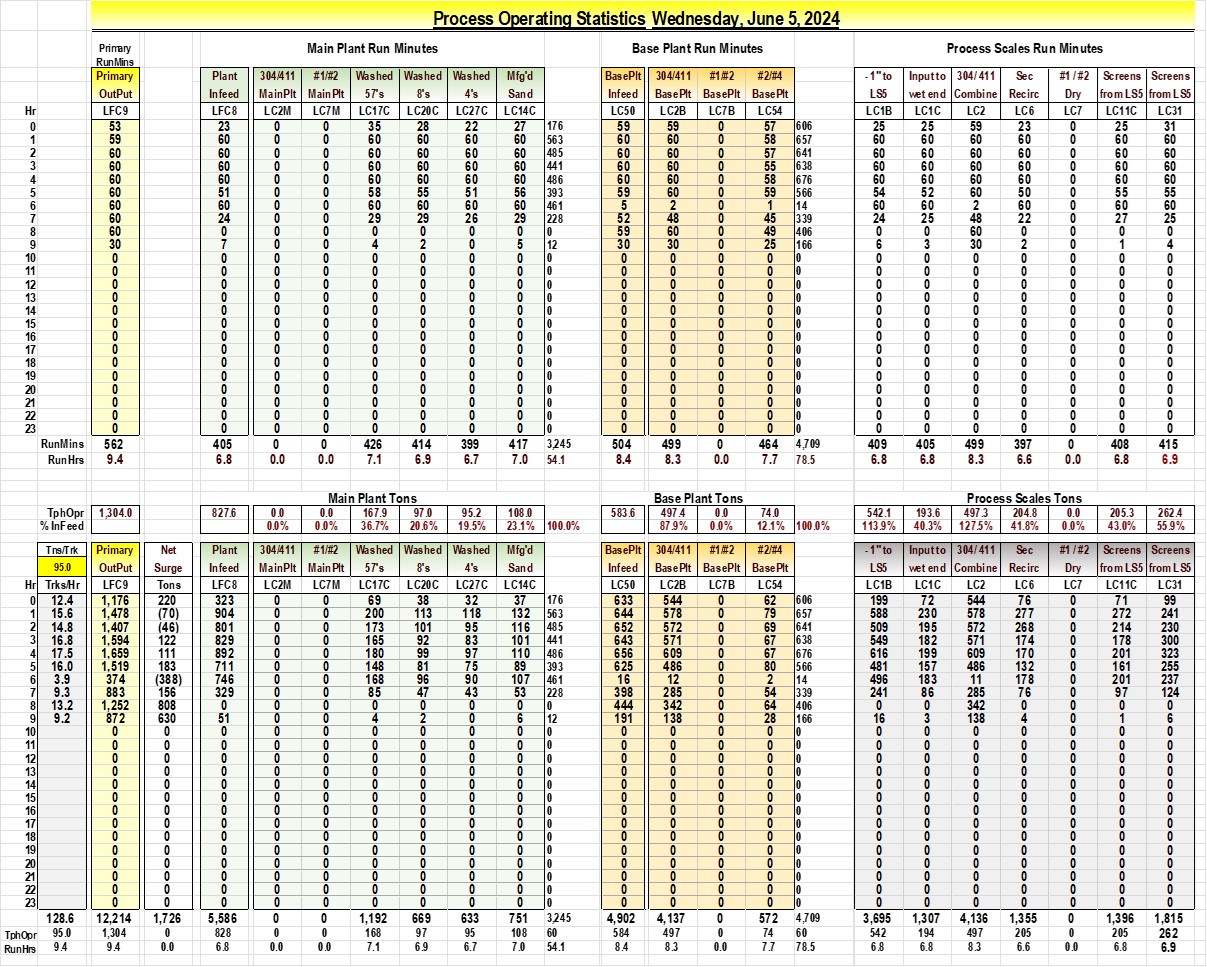 Process Operating Statistics Wednesday, June 5, 2024
Primary Main Plant Run Minutes Base Plant Run Minutes Process Scales Run Minutes
RunMins
Primary Plant 304/411 #1/#2 Washed Washed Washed Mfg'd BasePlt 304/411 #1/#2 #2/#4 -1" to Input to 304/ 411 Sec #1 / #2 Screens Screens
OutPut Infeed MainPlt MainPlt 57's 8's 4's Sand Infeed BasePlt BasePlt BasePlt LS5 wet end Combine Recirc Dry from LS5 from LS5
Hr LFC9 LFC8 LC2M LC7M LC17C LC20C LC27C LC14C LC50 LC2B LC7B LC54 LC1B LC1C LC2 LC6 LC7 LC11C LC31
0 53 23 0 0 35 28 22 27 176 59 59 0 57 606 25 25 59 23 0 25 31
1 59 60 0 0 60 60 60 60 563 60 60 0 58 657 60 60 60 60 0 60 60
2 60 60 0 0 60 60 60 60 485 60 60 0 57 641 60 60 60 60 0 60 60
3 60 60 0 0 60 60 60 60 441 60 60 0 55 638 60 60 60 60 0 60 60
4 60 60 0 0 60 60 60 60 486 60 60 0 58 676 60 60 60 60 0 60 60
5 60 51 0 0 58 55 51 56 393 59 60 0 59 566 54 52 60 50 0 55 55
6 60 60 0 0 60 60 60 60 461 5 2 0 1 14 60 60 2 60 0 60 60
7 60 24 0 0 29 29 26 29 228 52 48 0 45 339 24 25 48 22 0 27 25
8 60 0 0 0 0 0 0 0 0 59 60 0 49 406 0 0 60 0 0 0 0
9 30 7 0 0 4 2 0 5 12 30 30 0 25 166 6 3 30 2 0 1 4
10 0 0 0 0 0 0 0 0 0 0 0 0 0 0 0 0 0 0 0 0 0
11 0 0 0 0 0 0 0 0 0 0 0 0 0 0 0 0 0 0 0 0 0
12 0 0 0 0 0 0 0 0 0 0 0 0 0 0 0 0 0 0 0 0 0
13 0 0 0 0 0 0 0 0 0 0 0 0 0 0 0 0 0 0 0 0 0
14 0 0 0 0 0 0 0 0 0 0 0 0 0 0 0 0 0 0 0 0 0
15 0 0 0 0 0 0 0 0 0 0 0 0 0 0 0 0 0 0 0 0 0
16 0 0 0 0 0 0 0 0 0 0 0 0 0 0 0 0 0 0 0 0 0
17 0 0 0 0 0 0 0 0 0 0 0 0 0 0 0 0 0 0 0 0 0
18 0 0 0 0 0 0 0 0 0 0 0 0 0 0 0 0 0 0 0 0 0
19 0 0 0 0 0 0 0 0 0 0 0 0 0 0 0 0 0 0 0 0 0
20 0 0 0 0 0 0 0 0 0 0 0 0 0 0 0 0 0 0 0 0 0
21 0 0 0 0 0 0 0 0 0 0 0 0 0 0 0 0 0 0 0 0 0
22 0 0 0 0 0 0 0 0 0 0 0 0 0 0 0 0 0 0 0 0 0
23 0 0 0 0 0 0 0 0 0 0 0 0 0 0 0 0 0 0 0 0 0
RunMins 562 405 0 0 426 414 399 417 3,245 504 499 0 464 4,709 409 405 499 397 0 408 415
RunHrs 9.4 6.8 0.0 0.0 7.1 6.9 6.7 7.0 54.1 8.4 8.3 0.0 7.7 78.5 6.8 6.8 8.3 6.6 0.0 6.8 6.9
Main Plant Tons Base Plant Tons Process Scales Tons
TphOpr 1,304.0 827.6 0.0 0.0 167.9 97.0 95.2 108.0 583.6 497.4 0.0 74.0 542.1 193.6 497.3 204.8 0.0 205.3 262.4
% InFeed 0.0% 0.0% 36.7% 20.6% 19.5% 23.1% 100.0% 87.9% 0.0% 12.1% 100.0% 113.9% 40.3% 127.5% 41.8% 0.0% 43.0% 55.9%
Tns/Trk Primary Net Plant 304/411 #1/#2 Washed Washed Washed Mfg'd BasePlt 304/411 #1/#2 #2/#4 -1" to Input to 304/ 411 Sec #1 / #2 Screens Screens
95.0 OutPut Surge Infeed MainPlt MainPlt 57's 8's 4's Sand Infeed BasePlt BasePlt BasePlt LS5 wet end Combine Recirc Dry from LS5 from LS5
Hr Trks/Hr LFC9 Tons LFC8 LC2M LC7M LC17C LC20C LC27C LC14C LC50 LC2B LC7B LC54 LC1B LC1C LC2 LC6 LC7 LC11C LC31
0 12.4 1,176 220 323 0 0 69 38 32 37 176 633 544 0 62 606 199 72 544 76 0 71 99
1 15.6 1,478 (70) 904 0 0 200 113 118 132 563 644 578 0 79 657 588 230 578 277 0 272 241
2 14.8 1,407 (46) 801 0 0 173 101 95 116 485 652 572 0 69 641 509 195 572 268 0 214 230
3 16.8 1,594 122 829 0 0 165 92 83 101 441 643 571 0 67 638 549 182 571 174 0 178 300
4 17.5 1,659 111 892 0 0 180 99 97 110 486 656 609 0 67 676 616 199 609 170 0 201 323
5 16.0 1,519 183 711 0 0 148 81 75 89 393 625 486 0 80 566 481 157 486 132 0 161 255
6 3.9 374 (388) 746 0 0 168 96 90 107 461 16 12 0 2 14 496 183 11 178 0 201 237
7 9.3 883 156 329 0 0 85 47 43 53 228 398 285 0 54 339 241 86 285 76 0 97 124
8 13.2 1,252 808 0 0 0 0 0 0 0 0 444 342 0 64 406 0 0 342 0 0 0 0
9 9.2 872 630 51 0 0 4 2 0 6 12 191 138 0 28 166 16 3 138 4 0 1 6
10 0 0 0 0 0 0 0 0 0 0 0 0 0 0 0 0 0 0 0 0 0 0
11 0 0 0 0 0 0 0 0 0 0 0 0 0 0 0 0 0 0 0 0 0 0
12 0 0 0 0 0 0 0 0 0 0 0 0 0 0 0 0 0 0 0 0 0 0
13 0 0 0 0 0 0 0 0 0 0 0 0 0 0 0 0 0 0 0 0 0 0
14 0 0 0 0 0 0 0 0 0 0 0 0 0 0 0 0 0 0 0 0 0 0
15 0 0 0 0 0 0 0 0 0 0 0 0 0 0 0 0 0 0 0 0 0 0
16 0 0 0 0 0 0 0 0 0 0 0 0 0 0 0 0 0 0 0 0 0 0
17 0 0 0 0 0 0 0 0 0 0 0 0 0 0 0 0 0 0 0 0 0 0
18 0 0 0 0 0 0 0 0 0 0 0 0 0 0 0 0 0 0 0 0 0 0
19 0 0 0 0 0 0 0 0 0 0 0 0 0 0 0 0 0 0 0 0 0 0
20 0 0 0 0 0 0 0 0 0 0 0 0 0 0 0 0 0 0 0 0 0 0
21 0 0 0 0 0 0 0 0 0 0 0 0 0 0 0 0 0 0 0 0 0 0
22 0 0 0 0 0 0 0 0 0 0 0 0 0 0 0 0 0 0 0 0 0 0
23 0 0 0 0 0 0 0 0 0 0 0 0 0 0 0 0 0 0 0 0 0 0
128.6 12,214 1,726 5,586 0 0 1,192 669 633 751 3,245 4,902 4,137 0 572 4,709 3,695 1,307 4,136 1,355 0 1,396 1,815
TphOpr 95.0 1,304 0 828 0 0 168 97 95 108 60 584 497 0 74 60 542 194 497 205 0 205 262
RunHrs 9.4 9.4 0.0 6.8 0.0 0.0 7.1 6.9 6.7 7.0 54.1 8.4 8.3 0.0 7.7 78.5 6.8 6.8 8.3 6.6 0.0 6.8 6.9